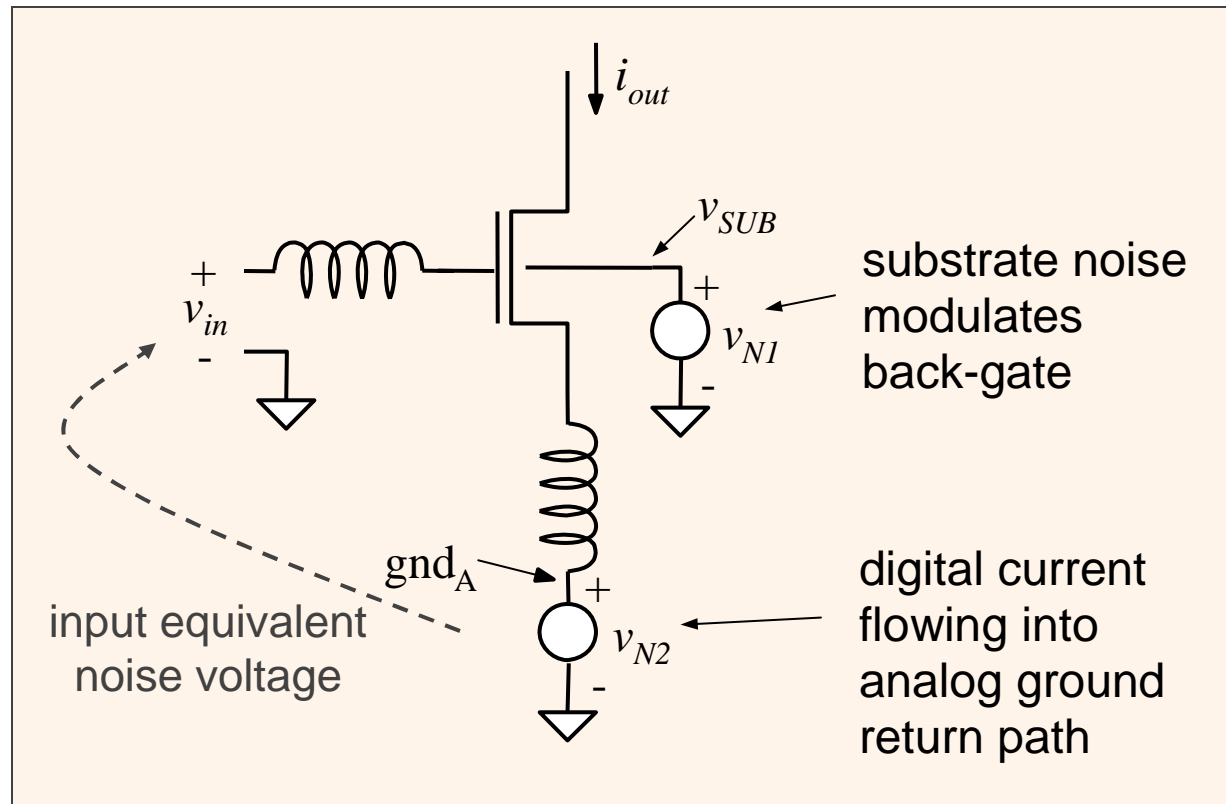 i_out
v_SUB
+
v_in
-
+
v_N1
-
substrate noise
modulates
back-gate
gnd_A
+
v_N2
-
digital current
flowing into
analog ground
return path
input equivalent
noise voltage